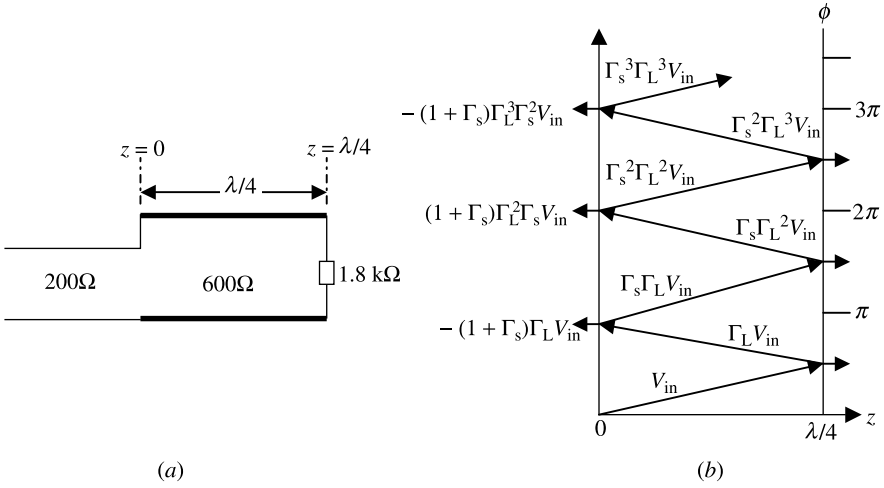 z = 0
z = λ/4
λ/4
200Ω
600Ω
1.8 kΩ
(a)
ϕ
Γs³ΓL³Vin
− (1 + Γs)ΓL³Γs²Vin
3π
Γs²ΓL³Vin
Γs²ΓL²Vin
(1 + Γs)ΓL²ΓsVin
2π
ΓsΓL²Vin
ΓsΓLVin
− (1 + Γs)ΓLVin
π
ΓLVin
Vin
0
λ/4
z
(b)